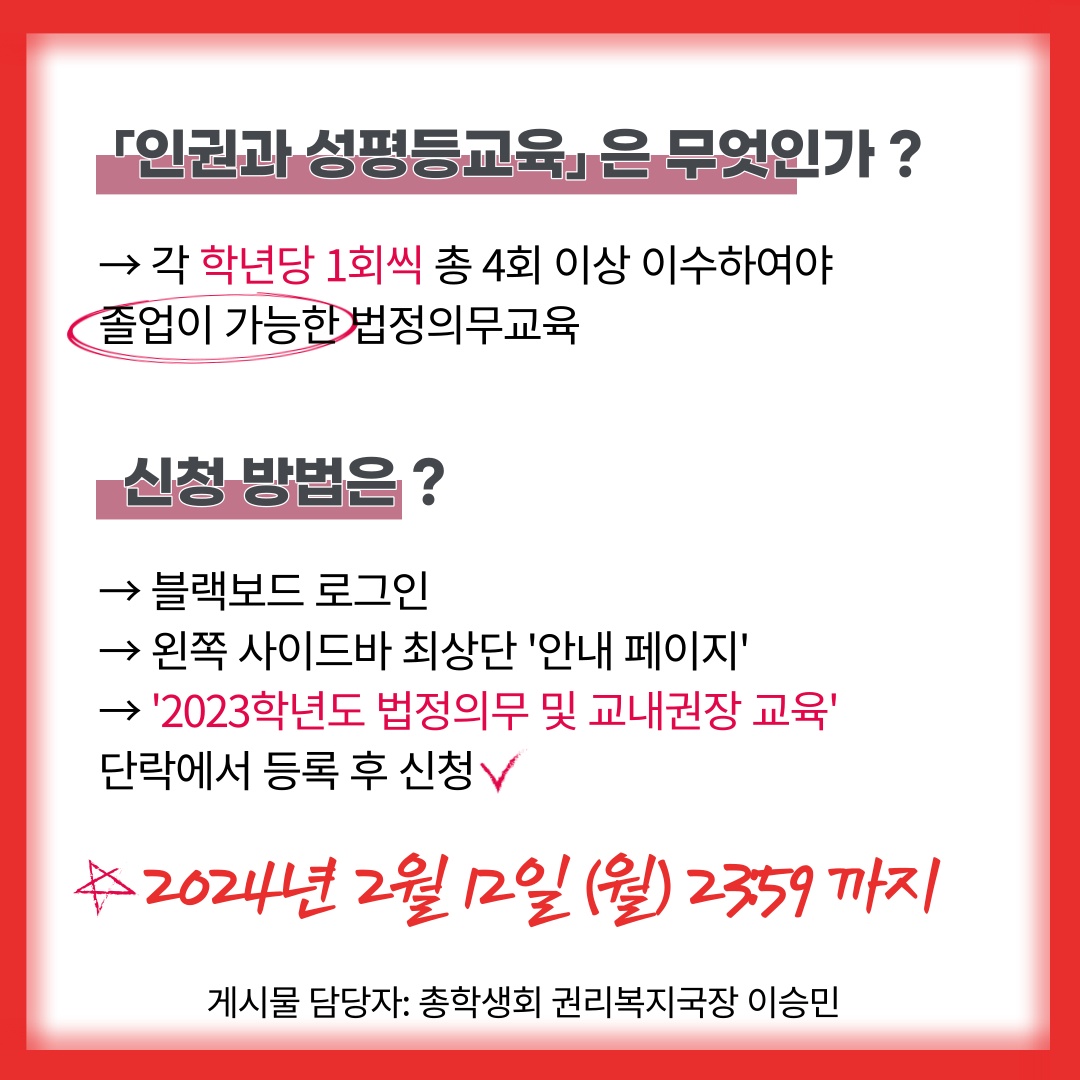 「인권과 성평등교육」은 무엇인가 ?
→ 각 학년당 1회씩 총 4회 이상 이수하여야
졸업이 가능한 법정의무교육
신청 방법은 ?
→ 블랙보드 로그인
→ 왼쪽 사이드바 최상단 '안내 페이지'
→ '2023학년도 법정의무 및 교내권장 교육'
단락에서 등록 후 신청
2024년 2월 12일 (월) 23:59 까지
게시물 담당자: 총학생회 권리복지국장 이승민